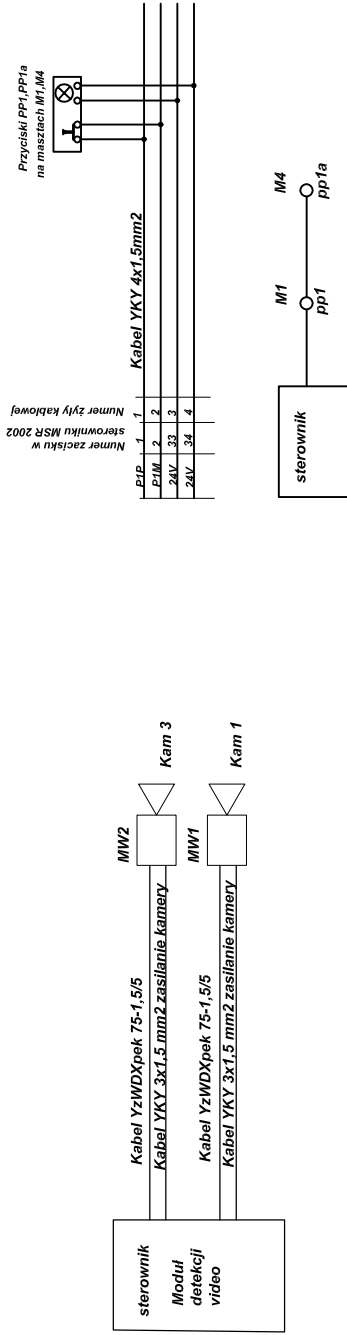 Przyciski PP1,PP1a
na masztach M1,M4
Numer zacisku w
sterowniku MSR 2002
Numer żyły kablowej
P1P 1 1
P1M 2 2
24V 33 3
24V 34 4
Kabel YKY 4x1,5mm2
sterownik
M1
pp1
M4
pp1a
sterownik
Moduł
detekcji
video
Kabel YzWDXpek 75-1,5/5
Kabel YKY 3x1,5 mm2 zasilanie kamery
MW2
Kam 3
Kabel YzWDXpek 75-1,5/5
Kabel YKY 3x1,5 mm2 zasilanie kamery
MW1
Kam 1